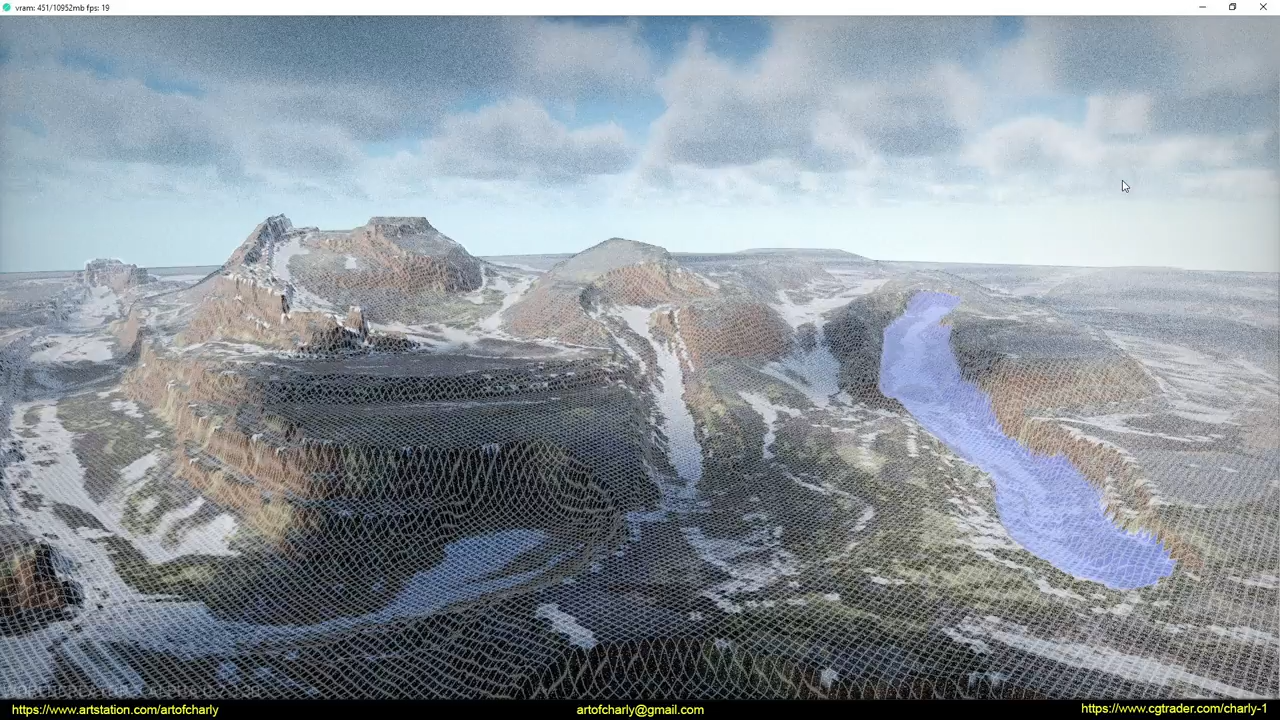 vram: 451/10952mb fps: 19
https://www.artstation.com/artofcharly
artofcharly@gmail.com
https://www.cgtrader.com/charly-1